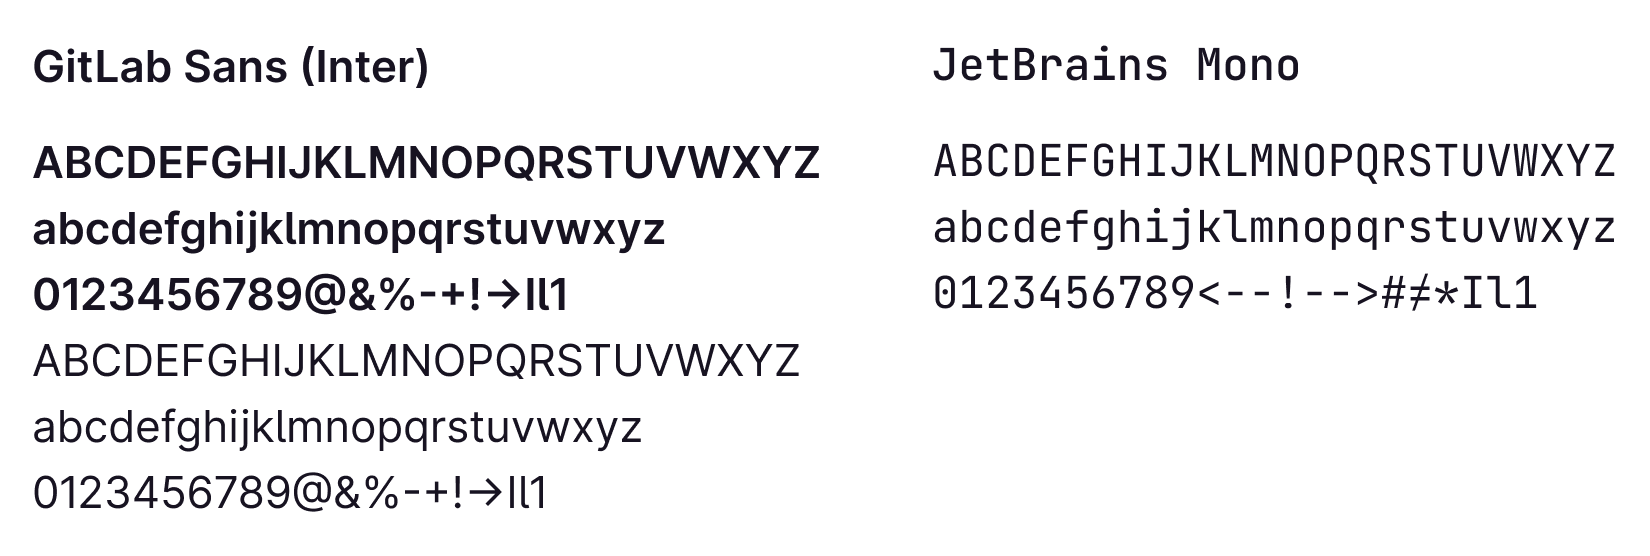 GitLab Sans (Inter)
ABCDEFGHIJKLMNOPQRSTUVWXYZ
abcdefghijklmnopqrstuvwxyz
0123456789@&%-+!→Il1
ABCDEFGHIJKLMNOPQRSTUVWXYZ
abcdefghijklmnopqrstuvwxyz
0123456789@&%-+!→Il1
JetBrains Mono
ABCDEFGHIJKLMNOPQRSTUVWXYZ
abcdefghijklmnopqrstuvwxyz
0123456789<--!-->#≠*Il1